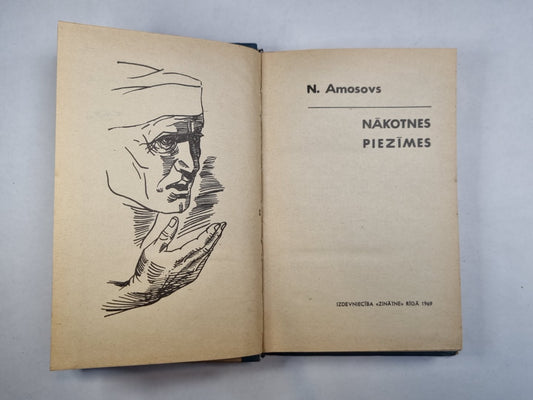 N. Amosovs
NĀKOTNES
PIEZĪMES
IZDEVNIECĪBA «ZINĀTNE» RĪGĀ 1969